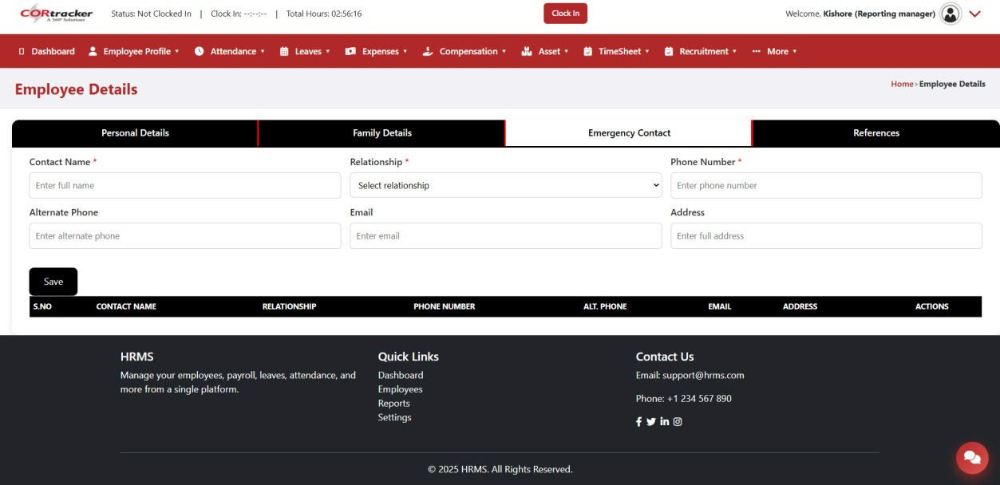 CORtracker
A 360° Solutions
Status: Not Clocked In | Clock In: --:--:-- | Total Hours: 02:56:16
Clock In
Welcome, Kishore (Reporting manager)
Dashboard Employee Profile Attendance Leaves Expenses Compensation Asset TimeSheet Recruitment More
Employee Details
Home>Employee Details
Personal Details Family Details Emergency Contact References
Contact Name * Relationship * Phone Number *
Enter full name Select relationship Enter phone number
Alternate Phone Email Address
Enter alternate phone Enter email Enter full address
Save
S.NO CONTACT NAME RELATIONSHIP PHONE NUMBER ALT. PHONE EMAIL ADDRESS ACTIONS
HRMS
Manage your employees, payroll, leaves, attendance, and
more from a single platform.
Quick Links
Dashboard
Employees
Reports
Settings
Contact Us
Email: support@hrms.com
Phone: +1 234 567 890
© 2025 HRMS. All Rights Reserved.